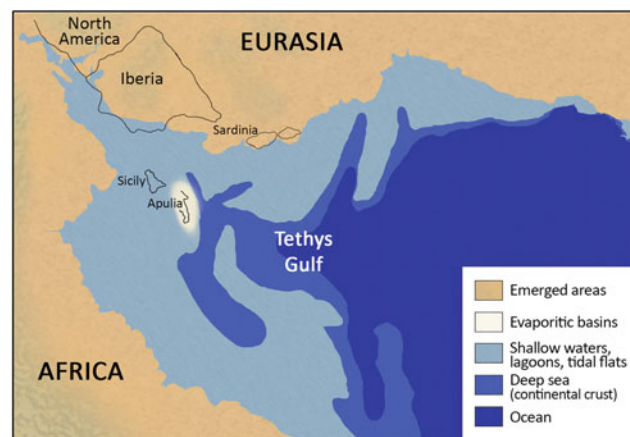 North
America
EURASIA
Iberia
Sardinia
Sicily
Apulia
Tethys
Gulf
AFRICA
Emerged areas
Evaporitic basins
Shallow waters,
lagoons, tidal flats
Deep sea
(continental crust)
Ocean